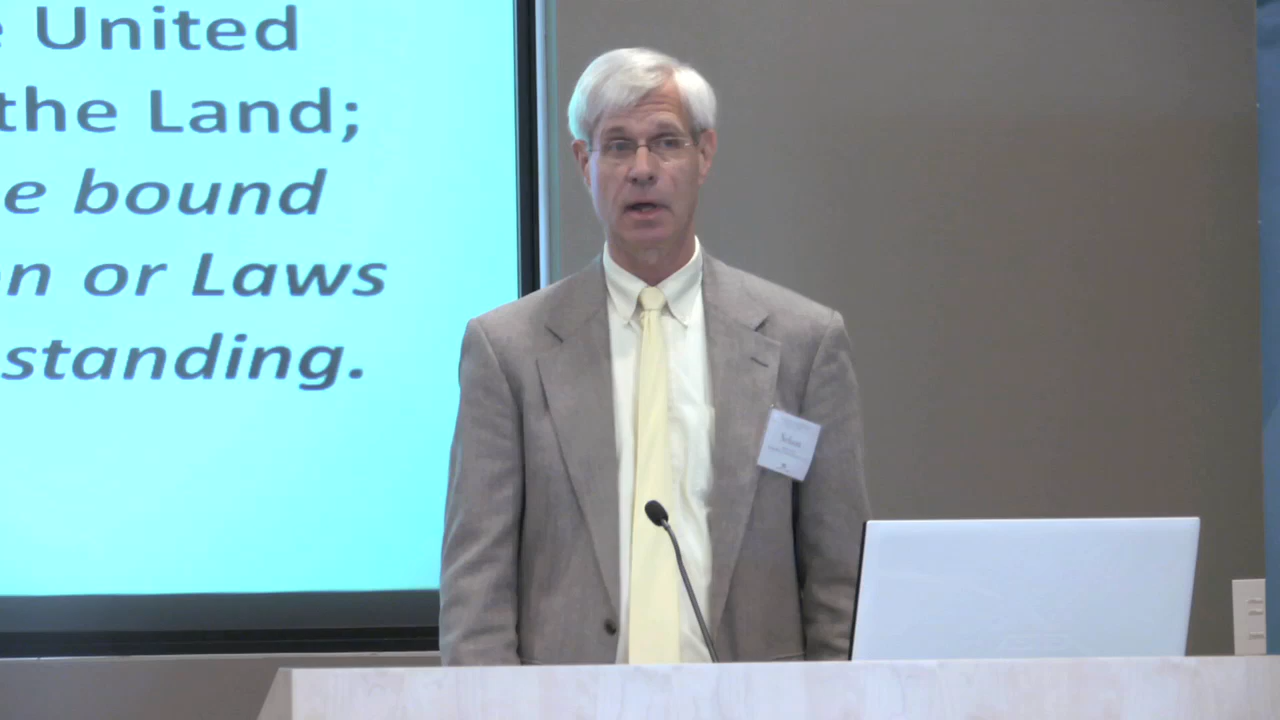 United
the Land;
e bound
n or Laws
standing.